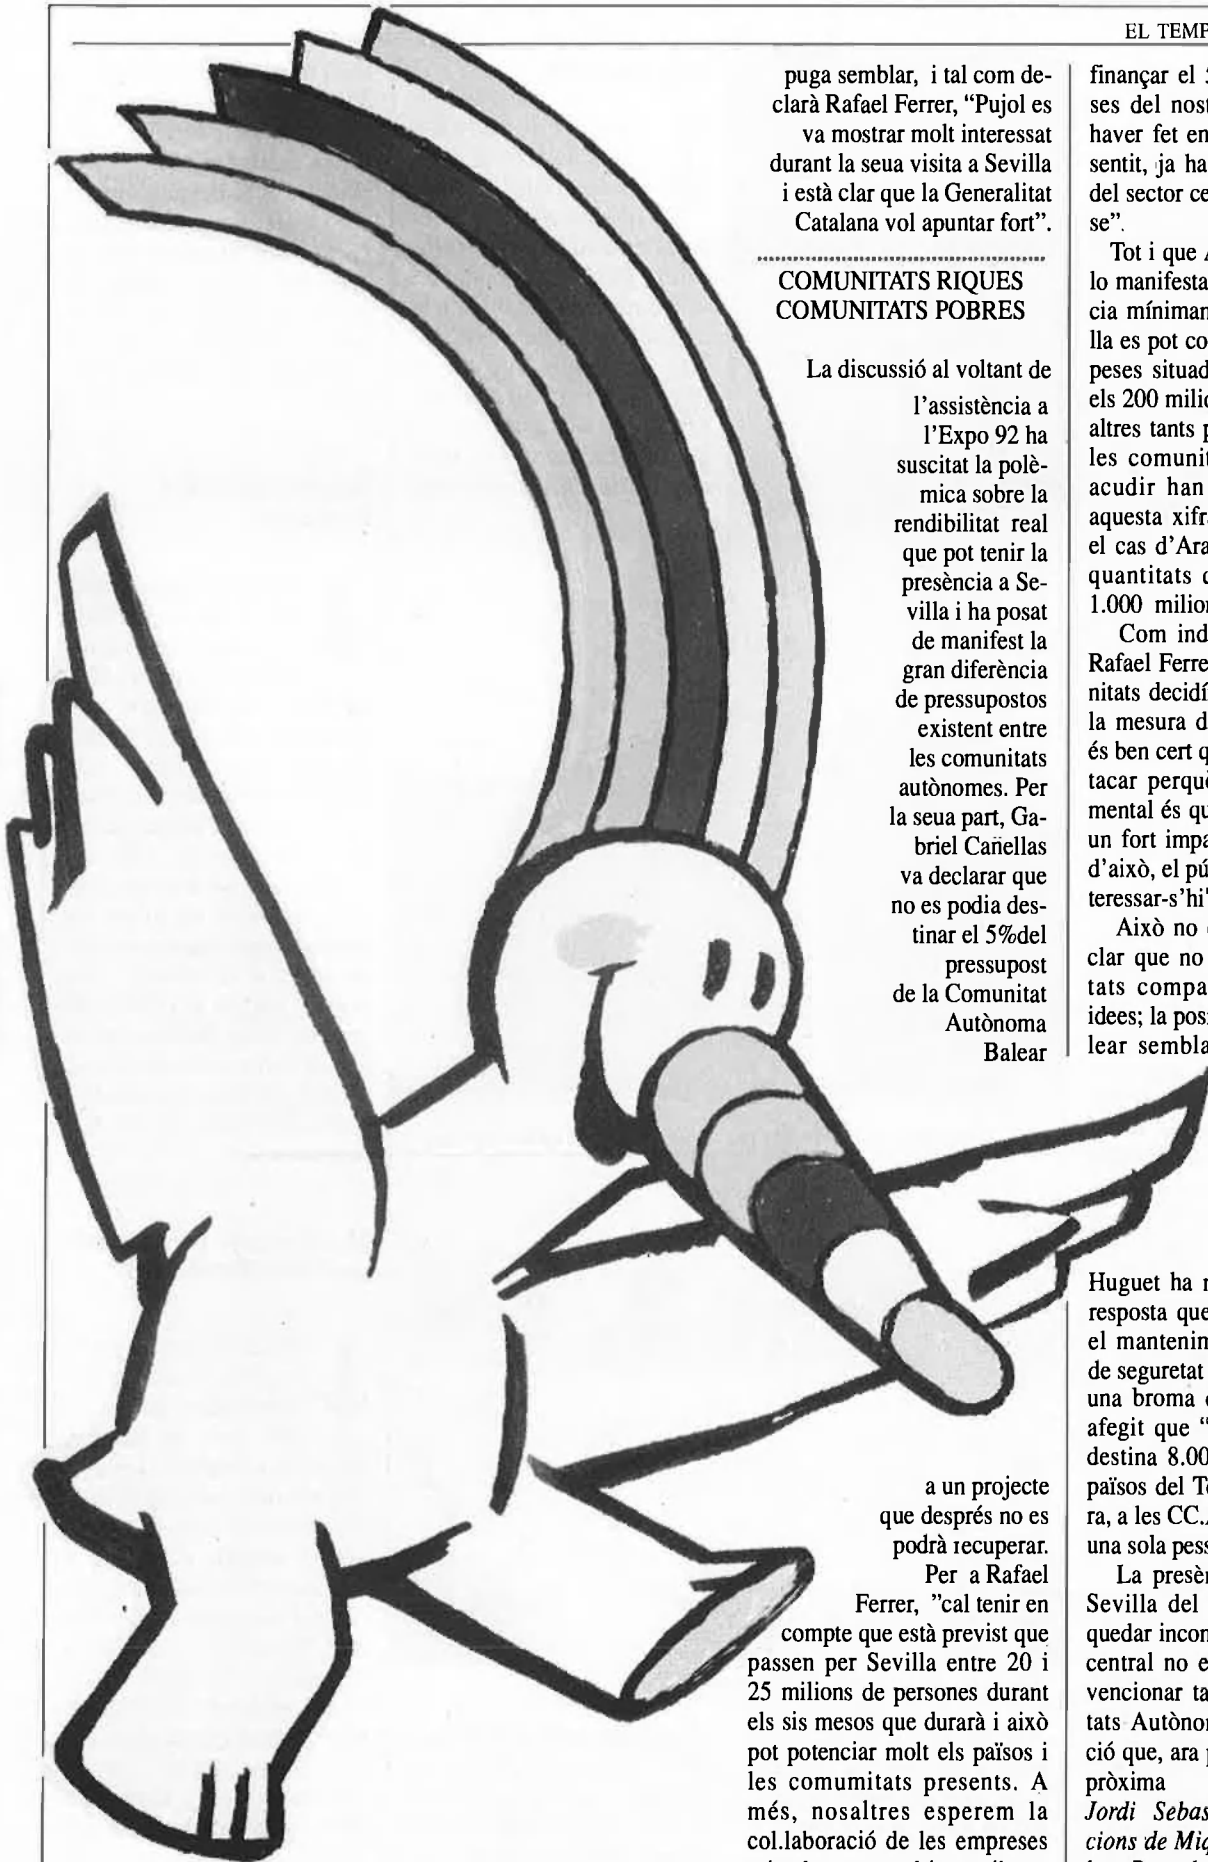 EL TEMP
puga semblar, i tal com de-
clarà Rafael Ferrer, “Pujol es
va mostrar molt interessat
durant la seua visita a Sevilla
i està clar que la Generalitat
Catalana vol apuntar fort”.
COMUNITATS RIQUES
COMUNITATS POBRES
La discussió al voltant de
l’assistència a
l’Expo 92 ha
suscitat la polè-
mica sobre la
rendibilitat real
que pot tenir la
presència a Se-
villa i ha posat
de manifest la
gran diferència
de pressupostos
existent entre
les comunitats
autònomes. Per
la seua part, Ga-
briel Cañellas
va declarar que
no es podia des-
tinar el 5%del
pressupost
de la Comunitat
Autònoma
Balear
a un projecte
que després no es
podrà recuperar.
Per a Rafael
Ferrer, ”cal tenir en
compte que està previst que
passen per Sevilla entre 20 i
25 milions de persones durant
els sis mesos que durarà i això
pot potenciar molt els països i
les comumitats presents. A
més, nosaltres esperem la
col.laboració de les empreses
finançar el
ses del nost
haver fet en
sentit, ja ha
del sector ce
se”.
Tot i que
lo manifesta
cia míniman
lla es pot co
peses situad
els 200 milio
altres tants p
les comunit
acudir han
aquesta xifr
el cas d’Ara
quantitats d
1.000 milion
Com ind
Rafael Ferre
nitats decidí
la mesura d
és ben cert q
tacar perquè
mental és qu
un fort impa
d’això, el pú
teressar-s’hi
Això no
clar que no
tats compa
idees; la posi
lear sembla
Huguet ha r
resposta que
el mantenim
de seguretat
una broma
afegit que “
destina 8.00
països del Te
ra, a les CC.
una sola pess
La presèn
Sevilla del
quedar incon
central no e
vencionar ta
tats Autònor
ció que, ara p
pròxima
Jordi Sebas
cions de Miq